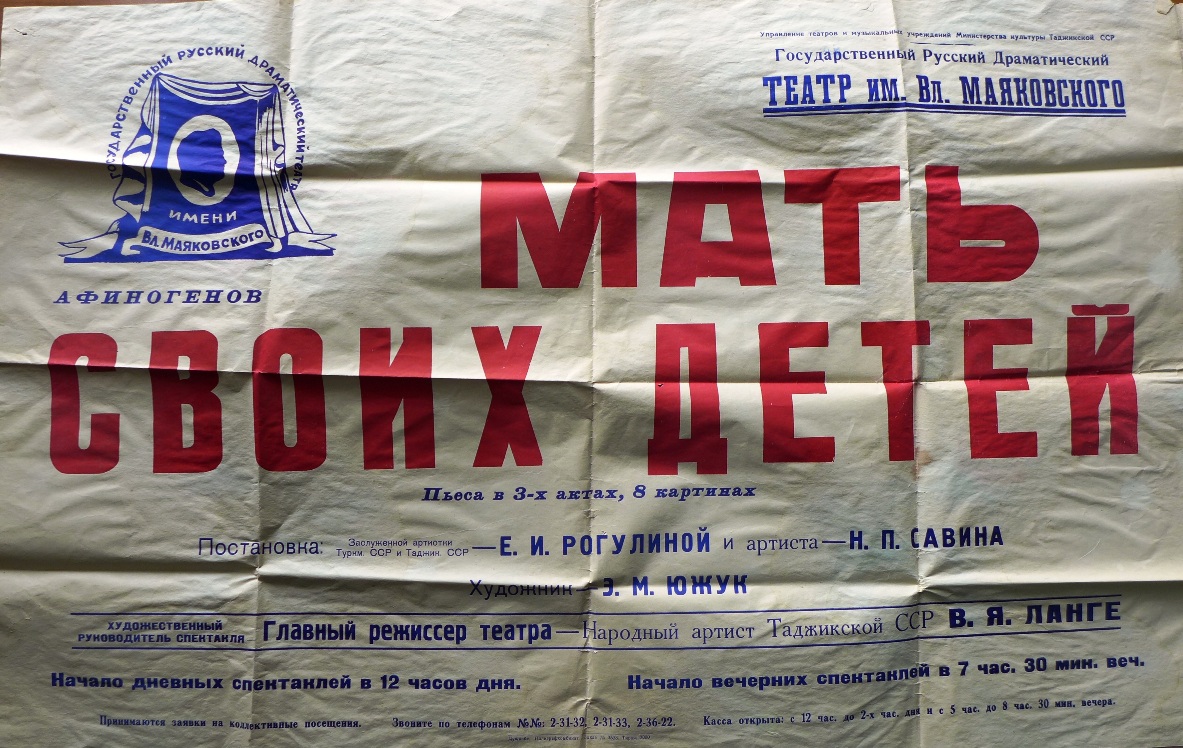 Управление театров и музыкальных учреждений Министерства культуры Таджикской ССР
Государственный Русский Драматический
ТЕАТР ИМ. ВЛ. МАЯКОВСКОГО
ГОСУДАРСТВЕННЫЙ РУССКИЙ ДРАМАТИЧЕСКИЙ ТЕАТР
ИМЕНИ
ВЛ. МАЯКОВСКОГО
АФИНОГЕНОВ
МАТЬ
СВОИХ ДЕТЕЙ
Пьеса в 3-х актах, 8 картинах
Постановка: Заслуженной артистки Туркм. ССР и Таджик. ССР — Е. И. РОГУЛИНОЙ и артиста — Н. П. САВИНА
Художник — Э. М. ЮЖУК
ХУДОЖЕСТВЕННЫЙ РУКОВОДИТЕЛЬ СПЕКТАКЛЯ Главный режиссер театра — Народный артист Таджикской ССР В. Я. ЛАНГЕ
Начало дневных спектаклей в 12 часов дня. Начало вечерних спектаклей в 7 час. 30 мин. веч.
Принимаются заявки на коллективные посещения. Звоните по телефонам №№: 2-31-32, 2-31-33, 2-36-22. Касса открыта: с 12 час. до 2-х час. дня и с 5 час. до 8 час. 30 мин. вечера.